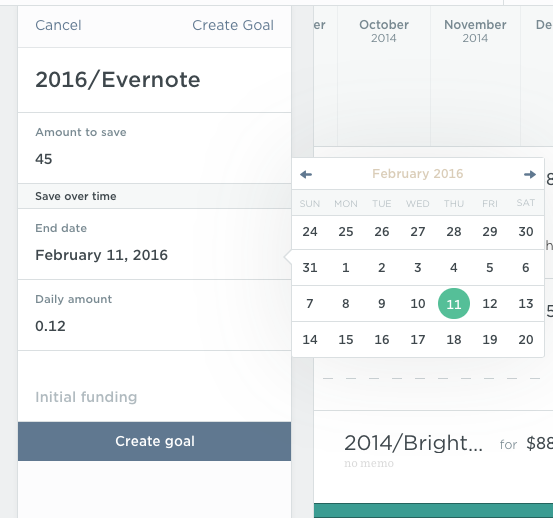 Cancel Create Goal
2016/Evernote
Amount to save
45
Save over time
End date
February 11, 2016
Daily amount
0.12
Initial funding
Create goal
er October November De
2014 2014
February 2016
SUN MON TUE WED THU FRI SAT
24 25 26 27 28 29 30
31 1 2 3 4 5 6
7 8 9 10 11 12 13
14 15 16 17 18 19 20
8
h
5
2014/Bright... for $88
no memo